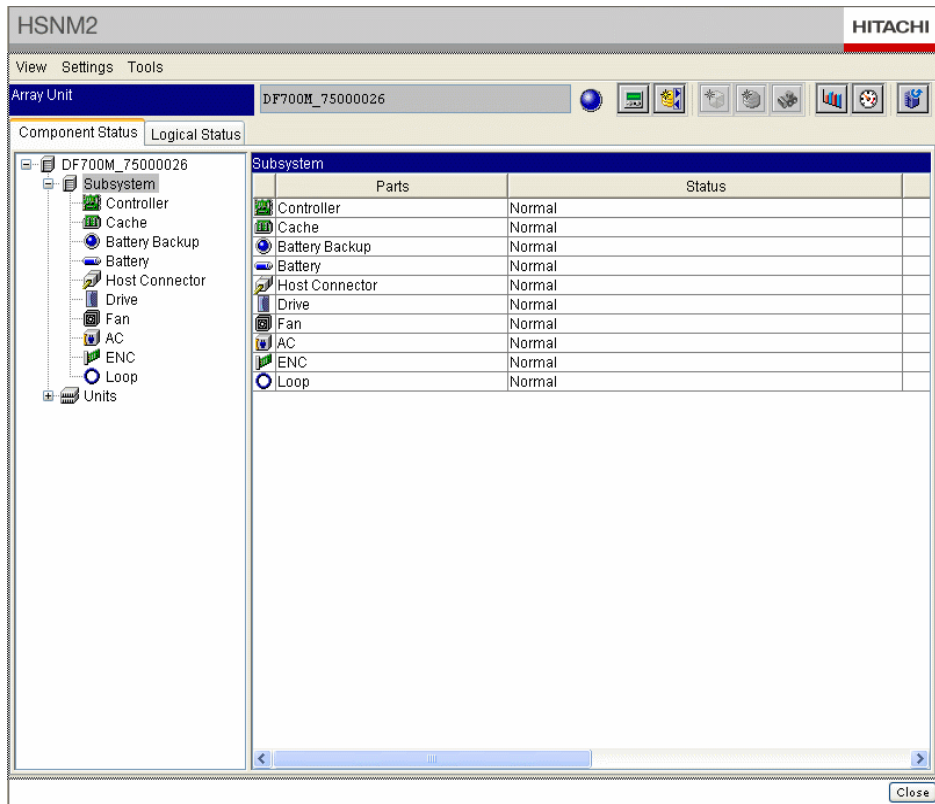 HSNM2
HITACHI
View Settings Tools
Array Unit
DF700M_75000026
Component Status
Logical Status
DF700M_75000026
Subsystem
Controller
Cache
Battery Backup
Battery
Host Connector
Drive
Fan
AC
ENC
Loop
Units
Subsystem
Parts Status
Controller Normal
Cache Normal
Battery Backup Normal
Battery Normal
Host Connector Normal
Drive Normal
Fan Normal
AC Normal
ENC Normal
Loop Normal
Close